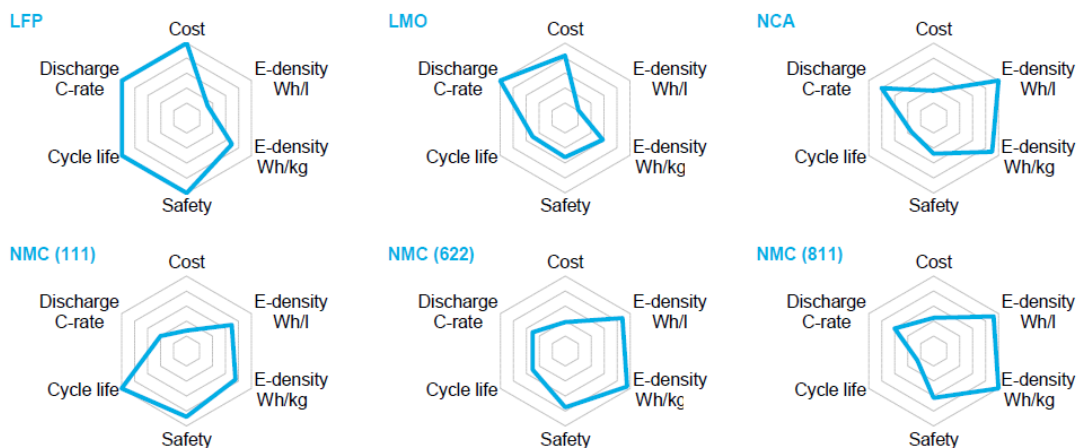 LFP
Cost
Discharge
C-rate
E-density
Wh/l
Cycle life
E-density
Wh/kg
Safety
LMO
Cost
Discharge
C-rate
E-density
Wh/l
Cycle life
E-density
Wh/kg
Safety
NCA
Cost
Discharge
C-rate
E-density
Wh/l
Cycle life
E-density
Wh/kg
Safety
NMC (111)
Cost
Discharge
C-rate
E-density
Wh/l
Cycle life
E-density
Wh/kg
Safety
NMC (622)
Cost
Discharge
C-rate
E-density
Wh/l
Cycle life
E-density
Wh/kg
Safety
NMC (811)
Cost
Discharge
C-rate
E-density
Wh/l
Cycle life
E-density
Wh/kg
Safety